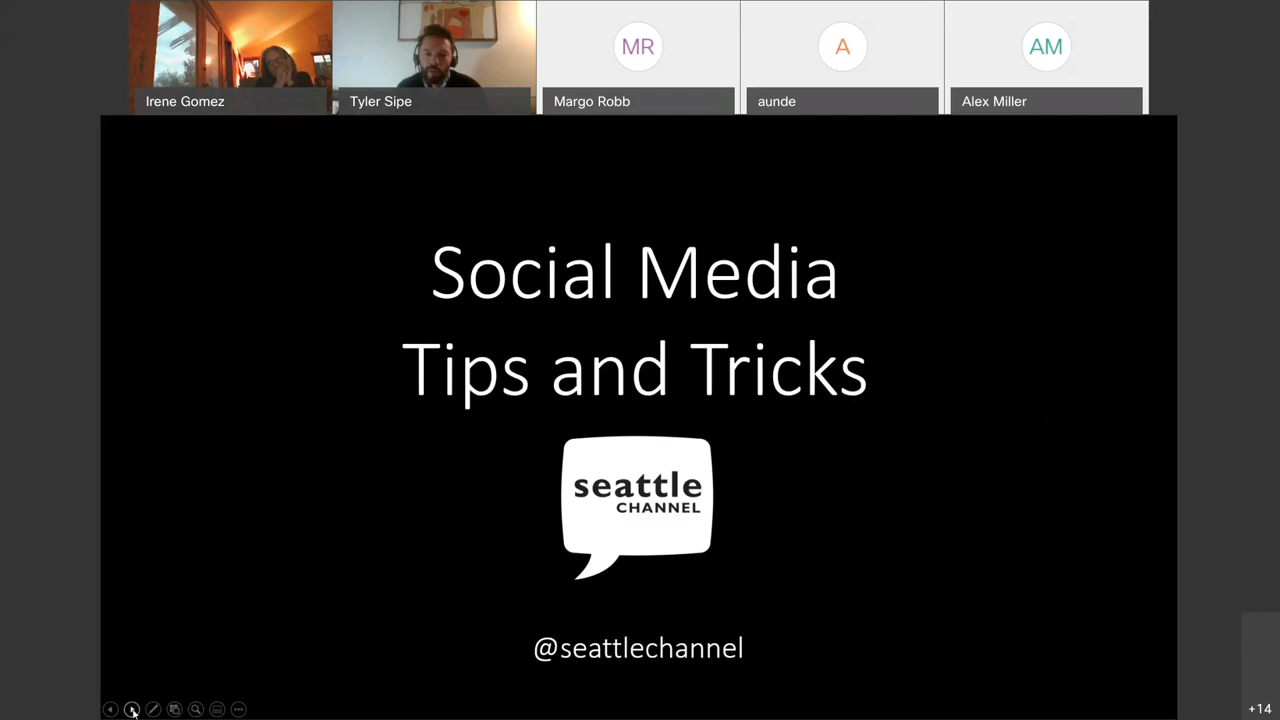 MR
A
AM
Irene Gomez
Tyler Sipe
Margo Robb
aunde
Alex Miller
Social Media
Tips and Tricks
seattle
CHANNEL
@seattlechannel
+14